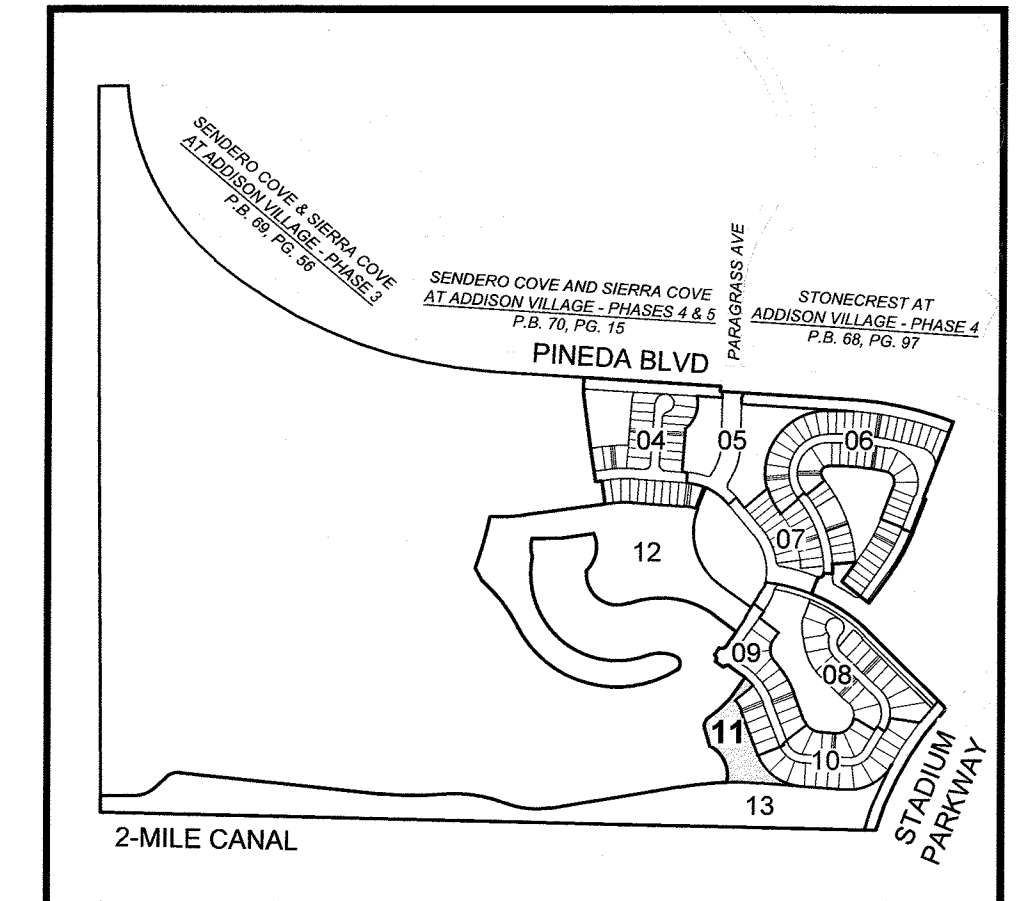 SENDERO COVE & SIERRA COVE
AT ADDISON VILLAGE - PHASE 3
P.B. 69, PG. 56
SENDERO COVE AND SIERRA COVE
AT ADDISON VILLAGE - PHASES 4 & 5
P.B. 70, PG. 15
PARAGRASS AVE
STONECREST AT
ADDISON VILLAGE - PHASE 4
P.B. 68, PG. 97
PINEDA BLVD
04
05
06
07
12
09
08
11
10
13
STADIUM
PARKWAY
2-MILE CANAL